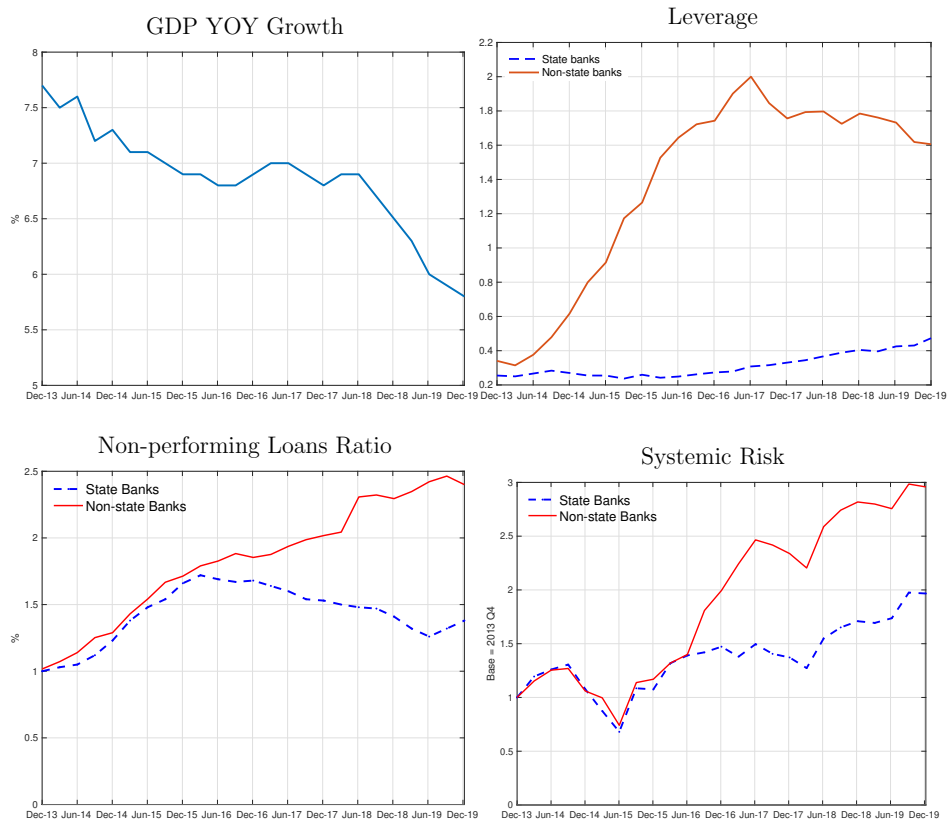 GDP YOY Growth
8
7.5
7
6.5
6
5.5
5
%
Dec-13 Jun-14 Dec-14 Jun-15 Dec-15 Jun-16 Dec-16 Jun-17 Dec-17 Jun-18 Dec-18 Jun-19 Dec-19
Leverage
State banks
Non-state banks
2.2
2
1.8
1.6
1.4
1.2
1
0.8
0.6
0.4
0.2
Dec-13 Jun-14 Dec-14 Jun-15 Dec-15 Jun-16 Dec-16 Jun-17 Dec-17 Jun-18 Dec-18 Jun-19 Dec-19
Non-performing Loans Ratio
State Banks
Non-state Banks
2.5
2
1.5
1
0.5
0
%
Dec-13 Jun-14 Dec-14 Jun-15 Dec-15 Jun-16 Dec-16 Jun-17 Dec-17 Jun-18 Dec-18 Jun-19 Dec-19
Systemic Risk
State Banks
Non-state Banks
3
2.5
2
1.5
1
0.5
0
Base = 2013 Q4
Dec-13 Jun-14 Dec-14 Jun-15 Dec-15 Jun-16 Dec-16 Jun-17 Dec-17 Jun-18 Dec-18 Jun-19 Dec-19